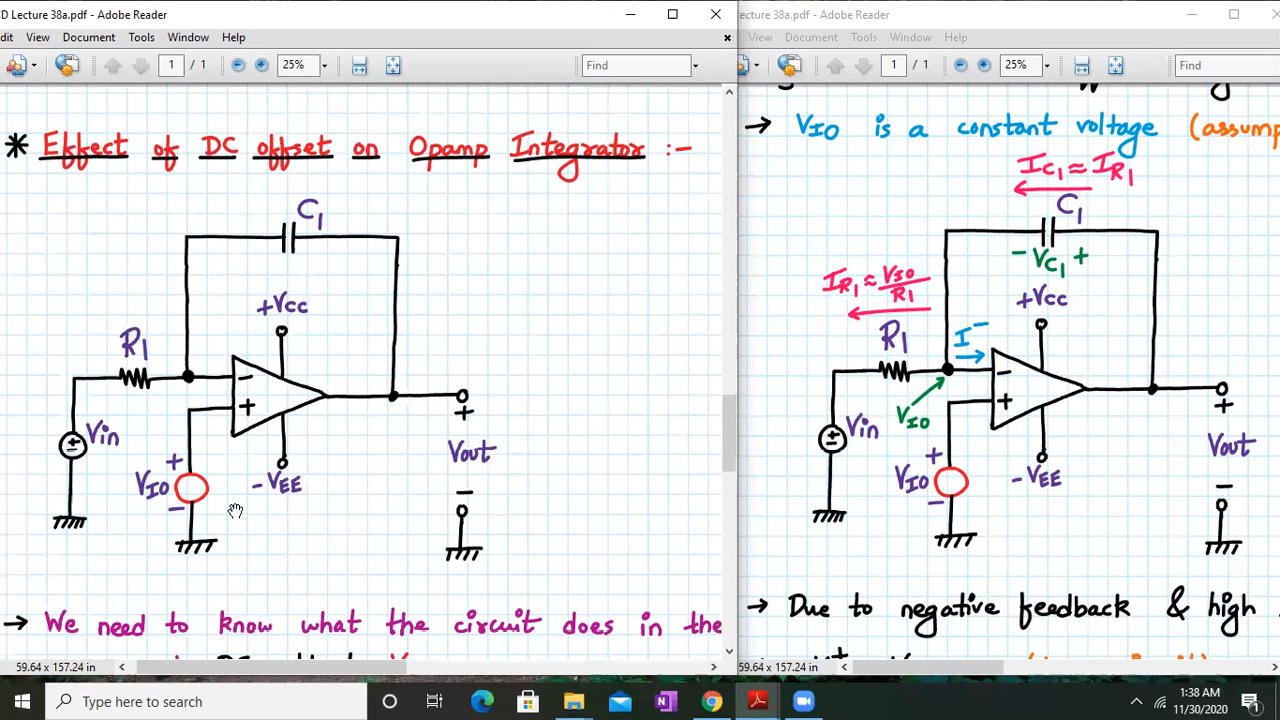 CD Lecture 38a.pdf - Adobe Reader
dit View Document Tools Window Help
1 / 1 25% Find
* Effect of DC offset on Opamp Integrator :-
C1
+VCC
R1
-
+
Vin
+
VIO
-
-VEE
+
Vout
-
→ We need to know what the circuit does in the
59.64 x 157.24 in
ecture 38a.pdf - Adobe Reader
View Document Tools Window Help
1 / 1 25% Find
→ VIO is a constant voltage (assump
IC1 ≈ IR1
C1
- VC1 +
IR1 ≈ VIO/R1
+VCC
R1
I-
-
+
VIO
Vin
+
VIO
-
-VEE
+
Vout
-
→ Due to negative feedback & high
59.64 x 157.24 in
Type here to search
1:38 AM
11/30/2020
1